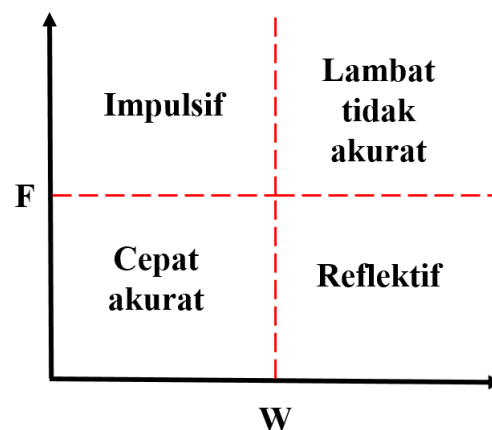 Impulsif
Lambat
tidak
akurat
F
Cepat
akurat
Reflektif
W